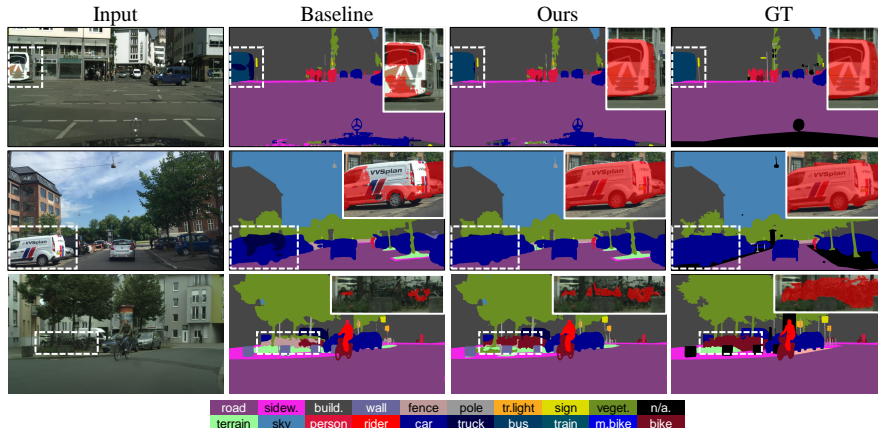 Input Baseline Ours GT
VVSplan VVSplan VVSplan
VVSplan
road sidew. build. wall fence pole tr.light sign veget. n/a.
terrain sky person rider car truck bus train m.bike bike